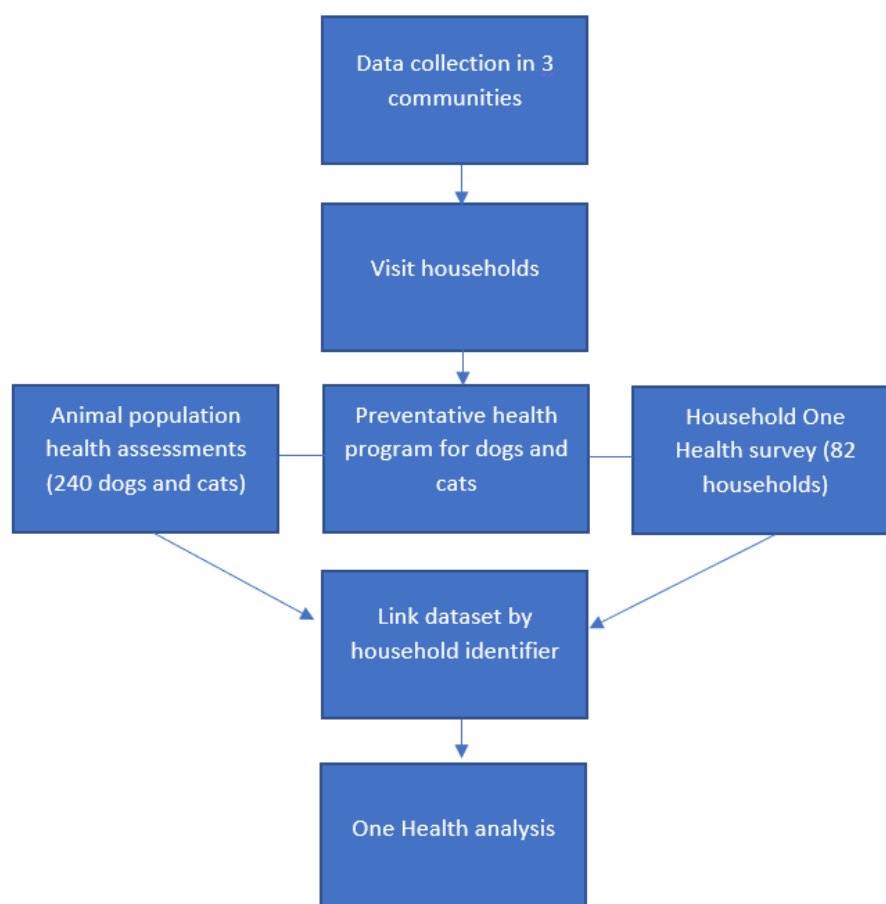 Data collection in 3
communities
Visit households
Animal population
health assessments
(240 dogs and cats)
Preventative health
program for dogs and
cats
Household One
Health survey (82
households)
Link dataset by
household identifier
One Health analysis